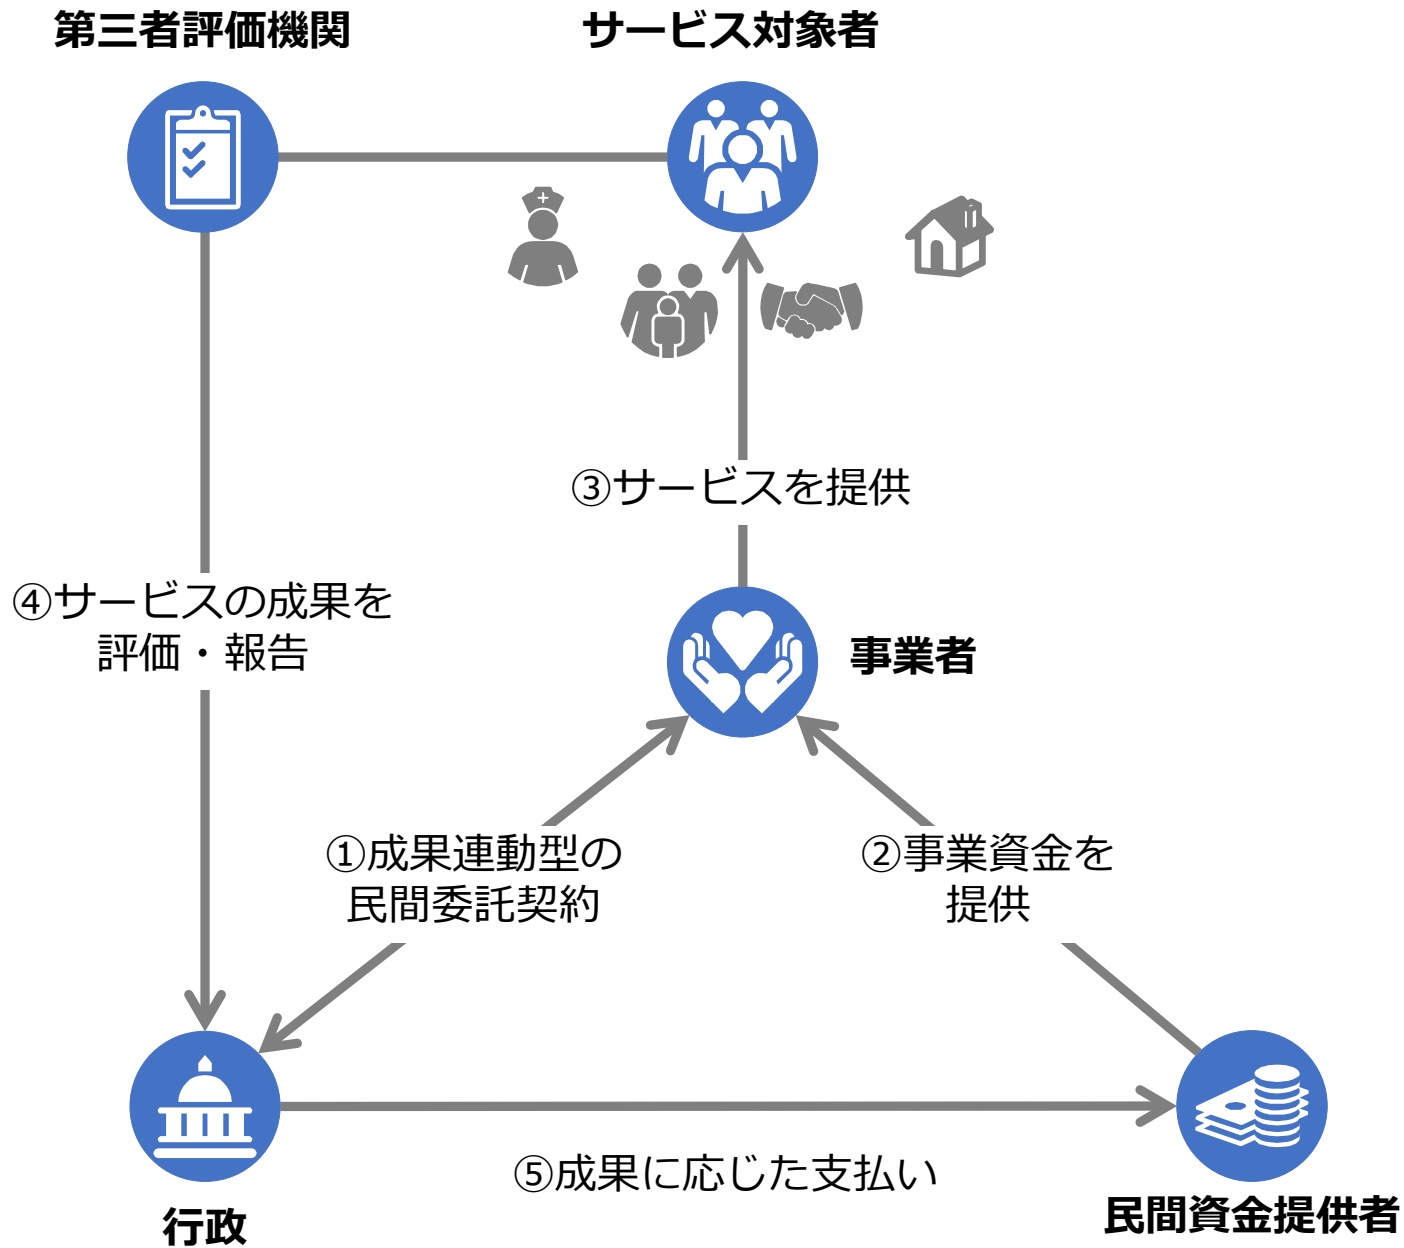 第三者評価機関
サービス対象者
③サービスを提供
④サービスの成果を
評価・報告
事業者
①成果連動型の
民間委託契約
②事業資金を
提供
⑤成果に応じた支払い
行政
民間資金提供者